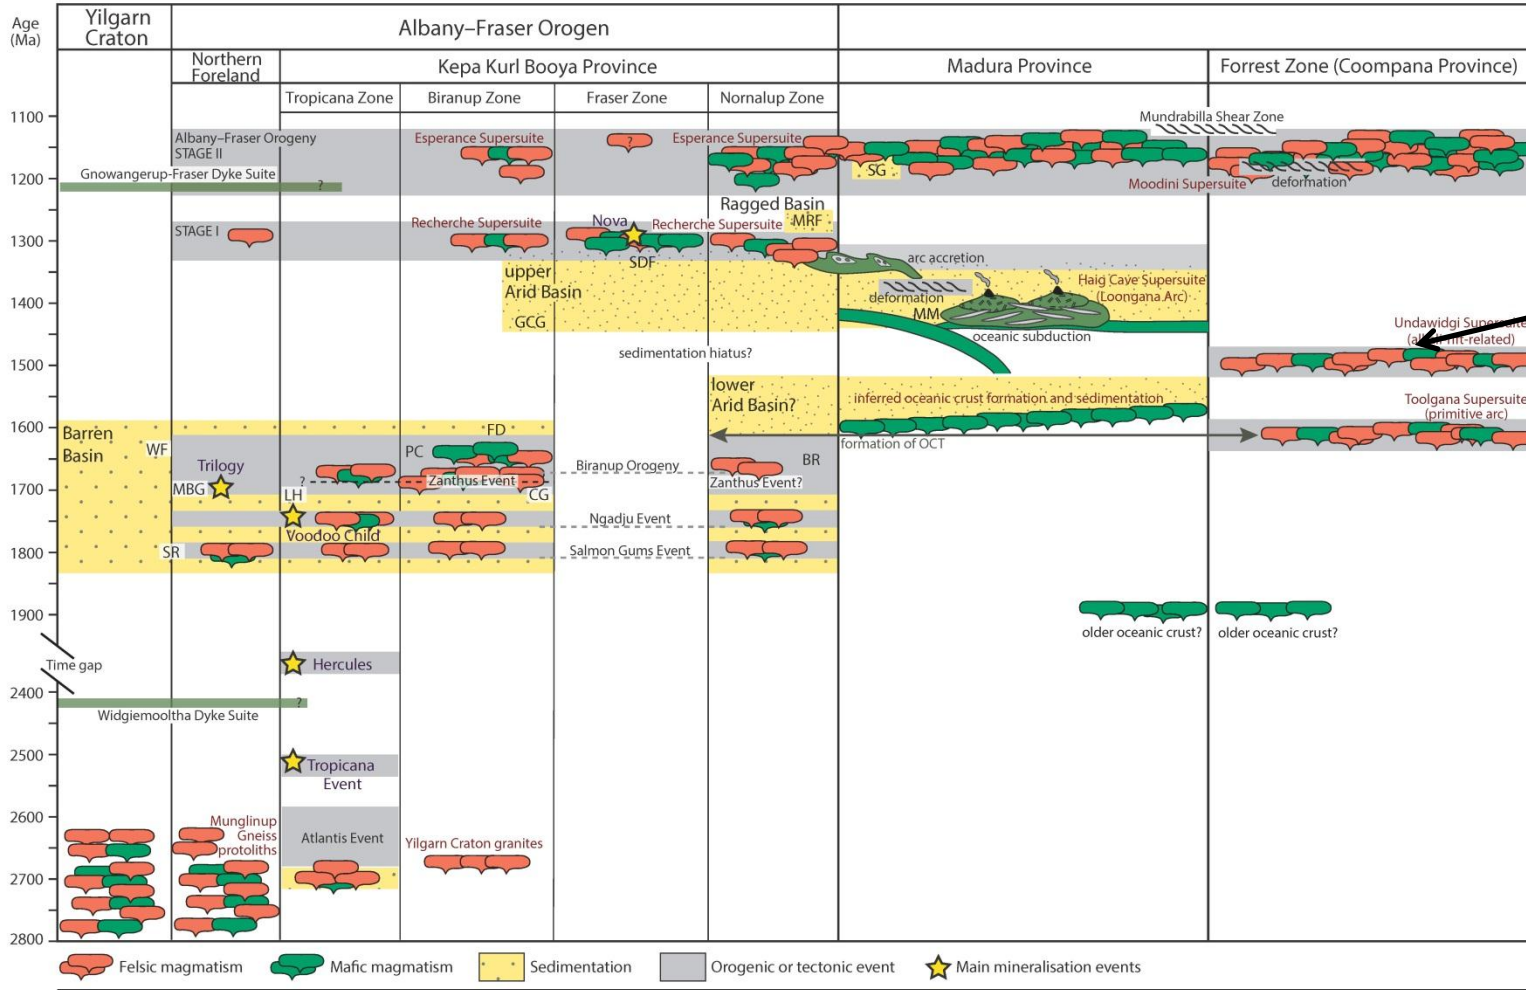 Age
(Ma)
Yilgarn
Craton
Albany–Fraser Orogen
Northern
Foreland
Kepa Kurl Booya Province
Madura Province
Forrest Zone (Coompana Province)
Tropicana Zone
Biranup Zone
Fraser Zone
Nornalup Zone
1100
Mundrabilla Shear Zone
Albany–Fraser Orogeny
STAGE II
Esperance Supersuite
?
Esperance Supersuite
SG
Gnowangerup-Fraser Dyke Suite
?
1200
Moodini Supersuite
deformation
Ragged Basin
MRF
STAGE I
Recherche Supersuite
Nova
Recherche Supersuite
1300
SDF
arc accretion
upper
Arid Basin
GCG
deformation
MM
Haig Cave Supersuite
(Loongana Arc)
1400
oceanic subduction
Undawidgi Supersuite
rift-related)
sedimentation hiatus?
1500
lower
Arid Basin?
inferred oceanic crust formation and sedimentation
Toolgana Supersuite
(primitive arc)
1600
formation of OCT
Barren
Basin
WF
FD
PC
BR
Trilogy
MBG
?
LH
Zanthus Event
CG
Biranup Orogeny
Zanthus Event?
1700
Voodoo Child
Ngadju Event
SR
Salmon Gums Event
1800
1900
older oceanic crust?
older oceanic crust?
Time gap
Hercules
2400
?
Widgiemooltha Dyke Suite
2500
Tropicana
Event
2600
Munglinup
Gneiss
protoliths
Atlantis Event
Yilgarn Craton granites
2700
2800
Felsic magmatism
Mafic magmatism
Sedimentation
Orogenic or tectonic event
Main mineralisation events